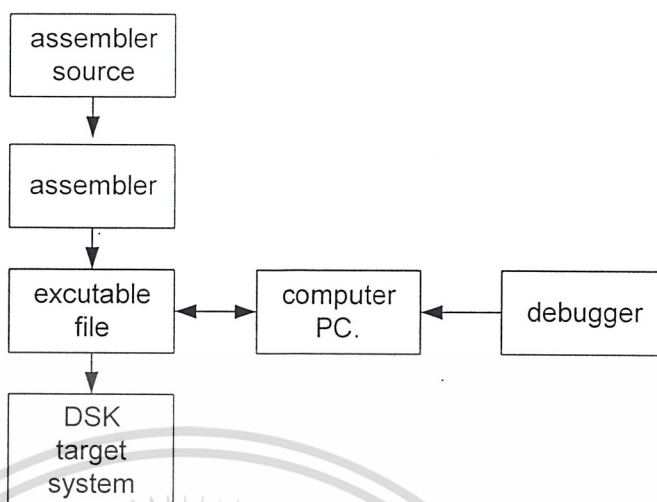 assembler
source
assembler
excutable
file
computer
PC.
debugger
DSK
target
system